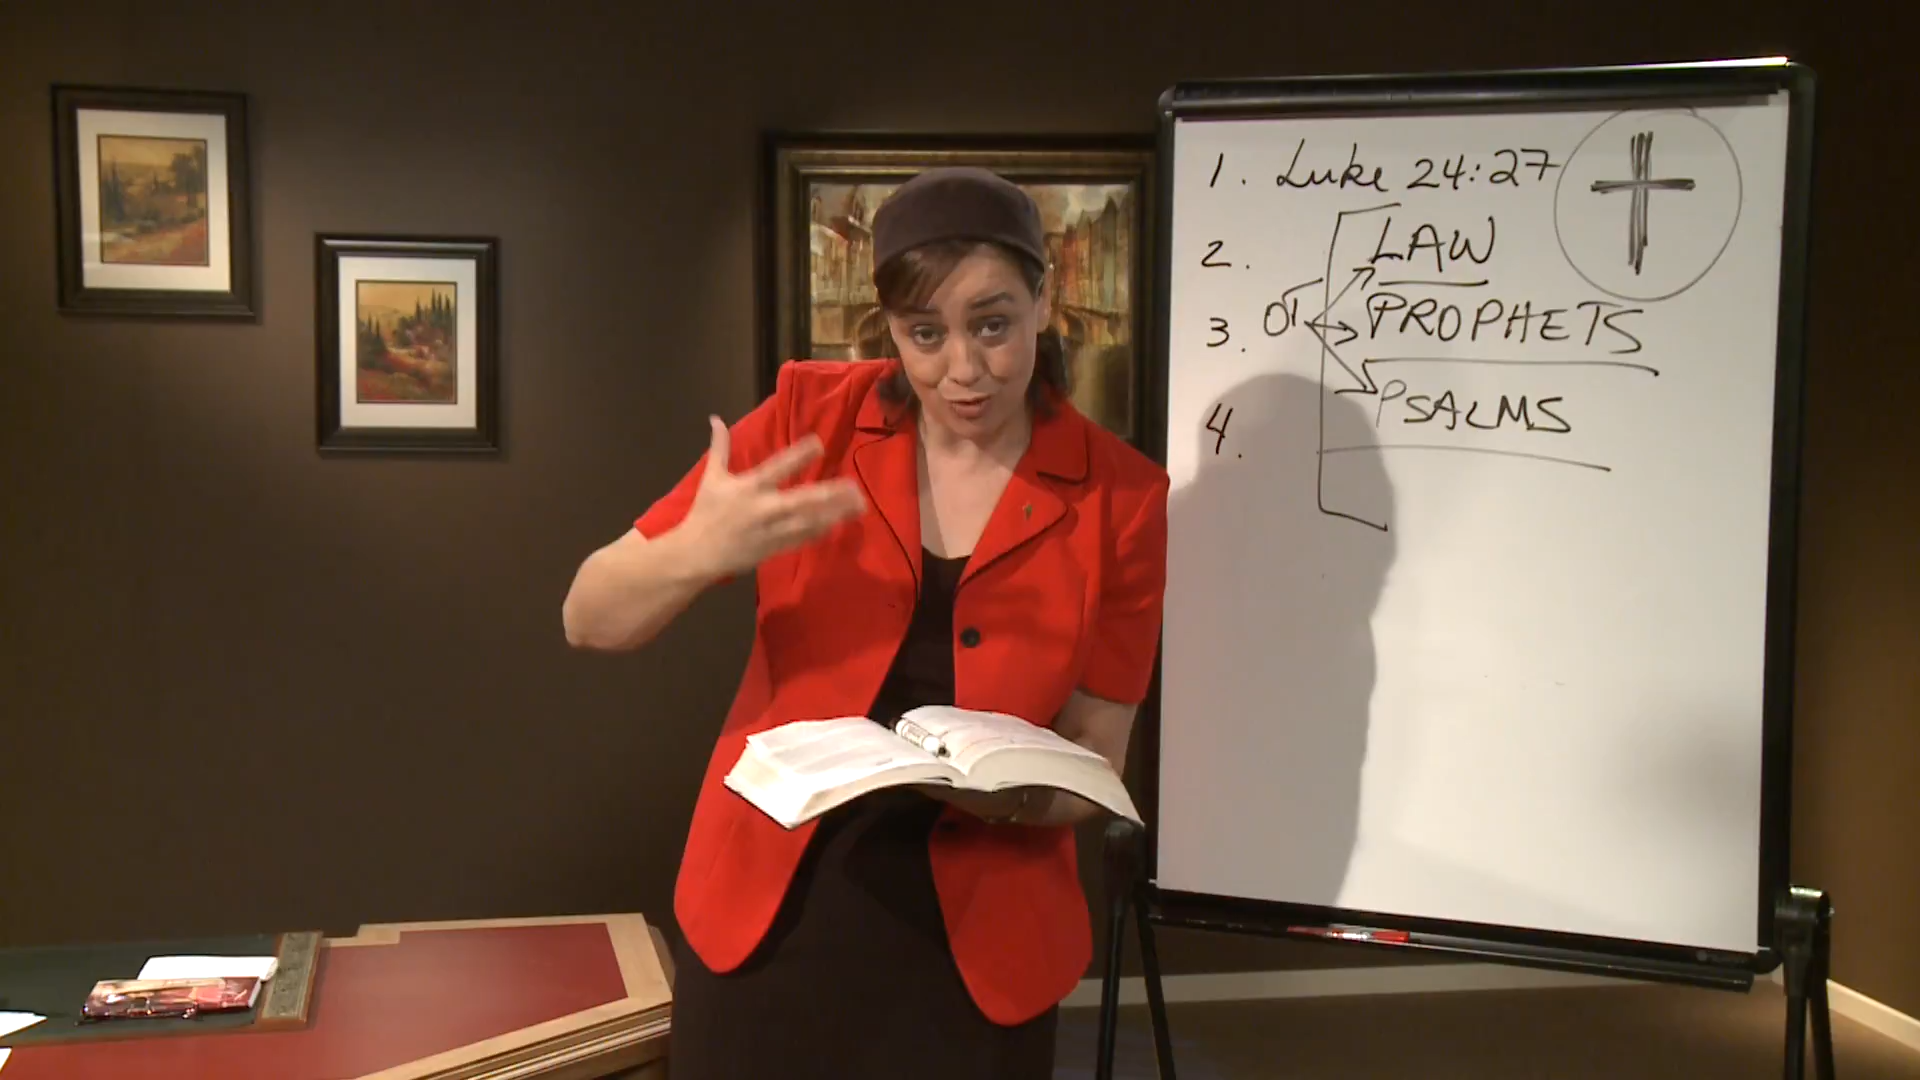 1. Luke 24:27
2. LAW
3. OT PROPHETS
4. PSALMS